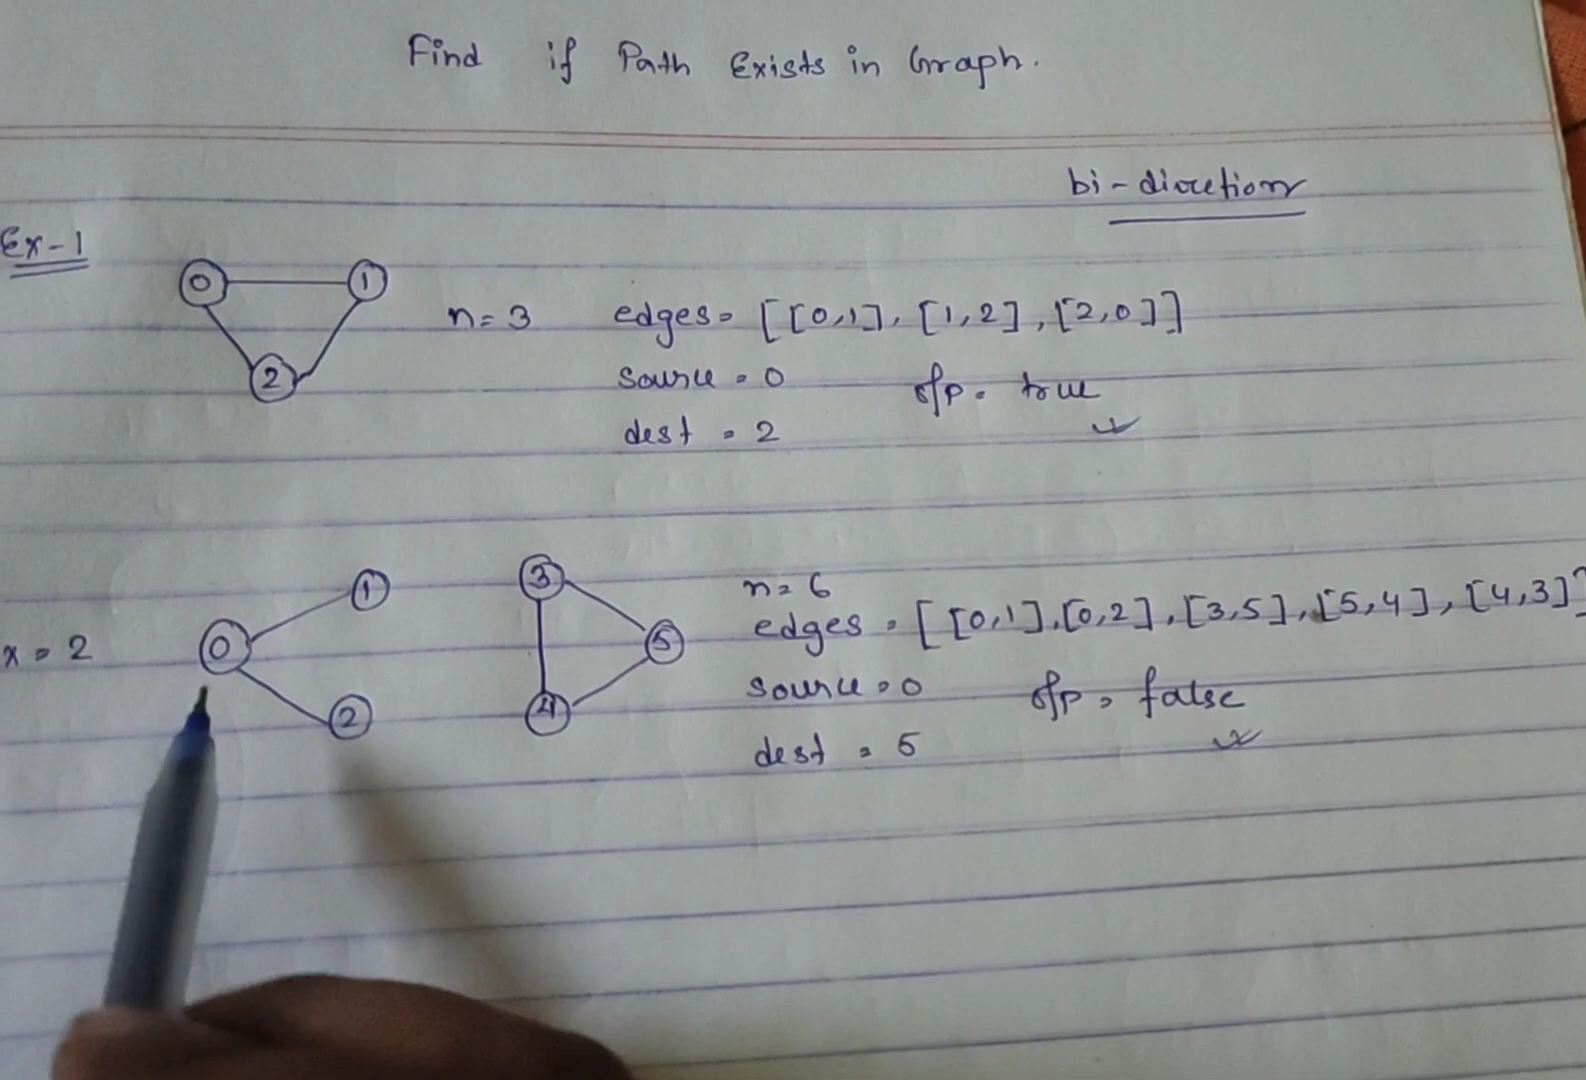 Find if Path Exists in Graph.
bi-direction
Ex-1
0 1
2
n=3 edges= [[0,1], [1,2], [2,0]]
source = 0 o/p = true
dest = 2
1 3
0 5
2 4
x = 2
n=6
edges = [[0,1],[0,2],[3,5],[5,4],[4,3]]
source = 0 o/p = false
dest = 5